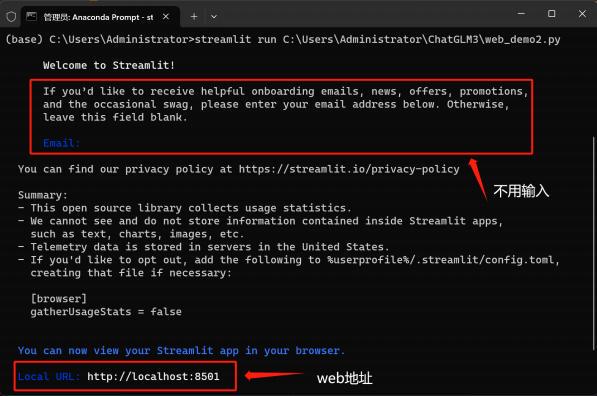 管理员: Anaconda Prompt - st
(base) C:\Users\Administrator>streamlit run C:\Users\Administrator\ChatGLM3\web_demo2.py
Welcome to Streamlit!
If you’d like to receive helpful onboarding emails, news, offers, promotions,
and the occasional swag, please enter your email address below. Otherwise,
leave this field blank.
Email:
You can find our privacy policy at https://streamlit.io/privacy-policy
不用输入
Summary:
- This open source library collects usage statistics.
- We cannot see and do not store information contained inside Streamlit apps,
such as text, charts, images, etc.
- Telemetry data is stored in servers in the United States.
- If you'd like to opt out, add the following to %userprofile%/.streamlit/config.toml,
creating that file if necessary:
[browser]
gatherUsageStats = false
You can now view your Streamlit app in your browser.
Local URL: http://localhost:8501
web地址